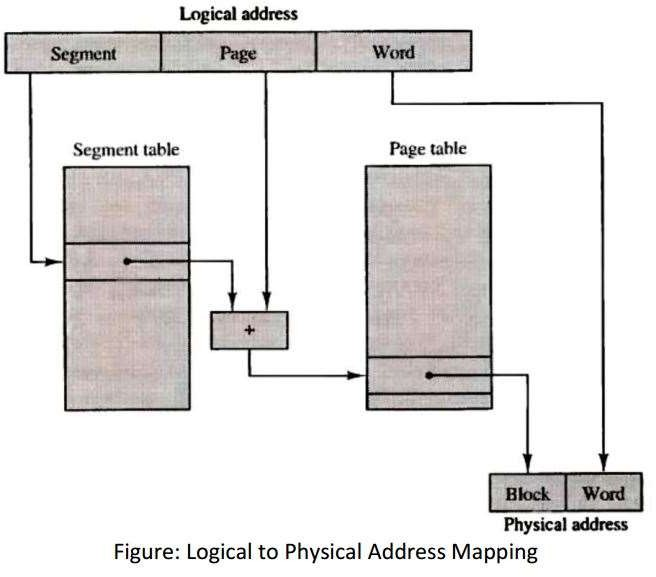 Logical address
Segment Page Word
Segment table Page table
+
Block Word
Physical address
Figure: Logical to Physical Address Mapping